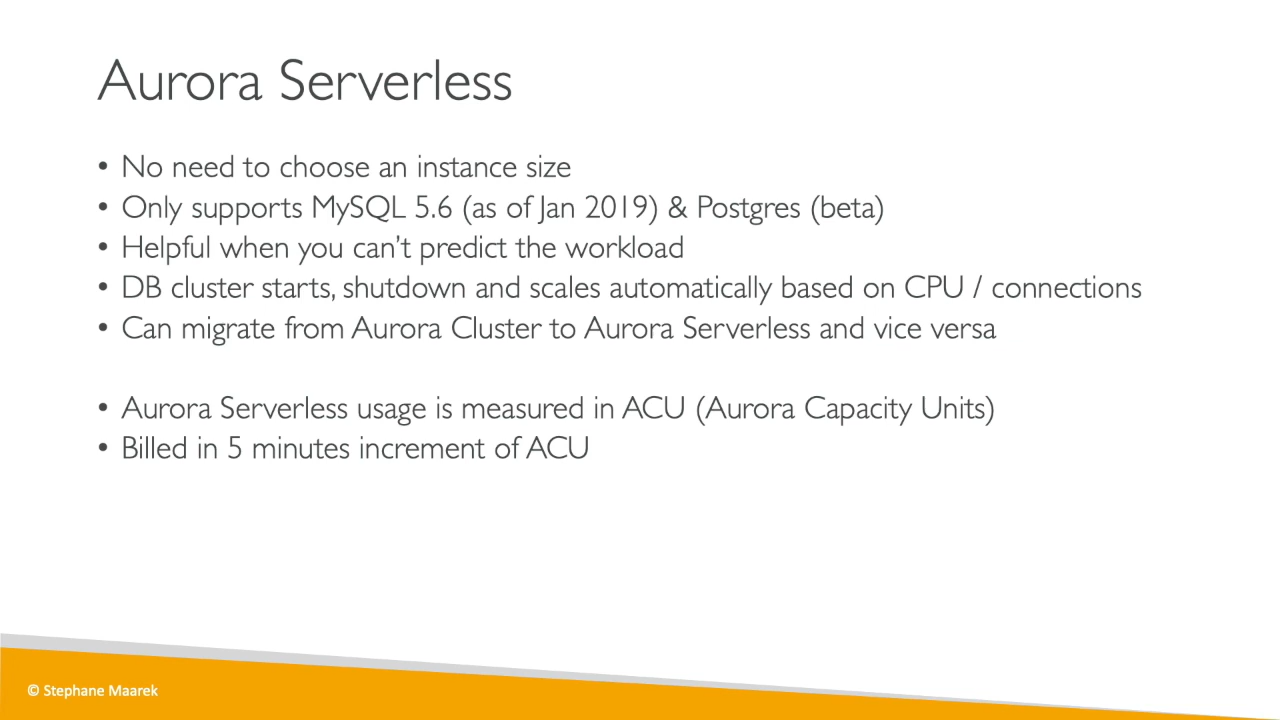 Aurora Serverless
• No need to choose an instance size
• Only supports MySQL 5.6 (as of Jan 2019) & Postgres (beta)
• Helpful when you can’t predict the workload
• DB cluster starts, shutdown and scales automatically based on CPU / connections
• Can migrate from Aurora Cluster to Aurora Serverless and vice versa
• Aurora Serverless usage is measured in ACU (Aurora Capacity Units)
• Billed in 5 minutes increment of ACU
© Stephane Maarek